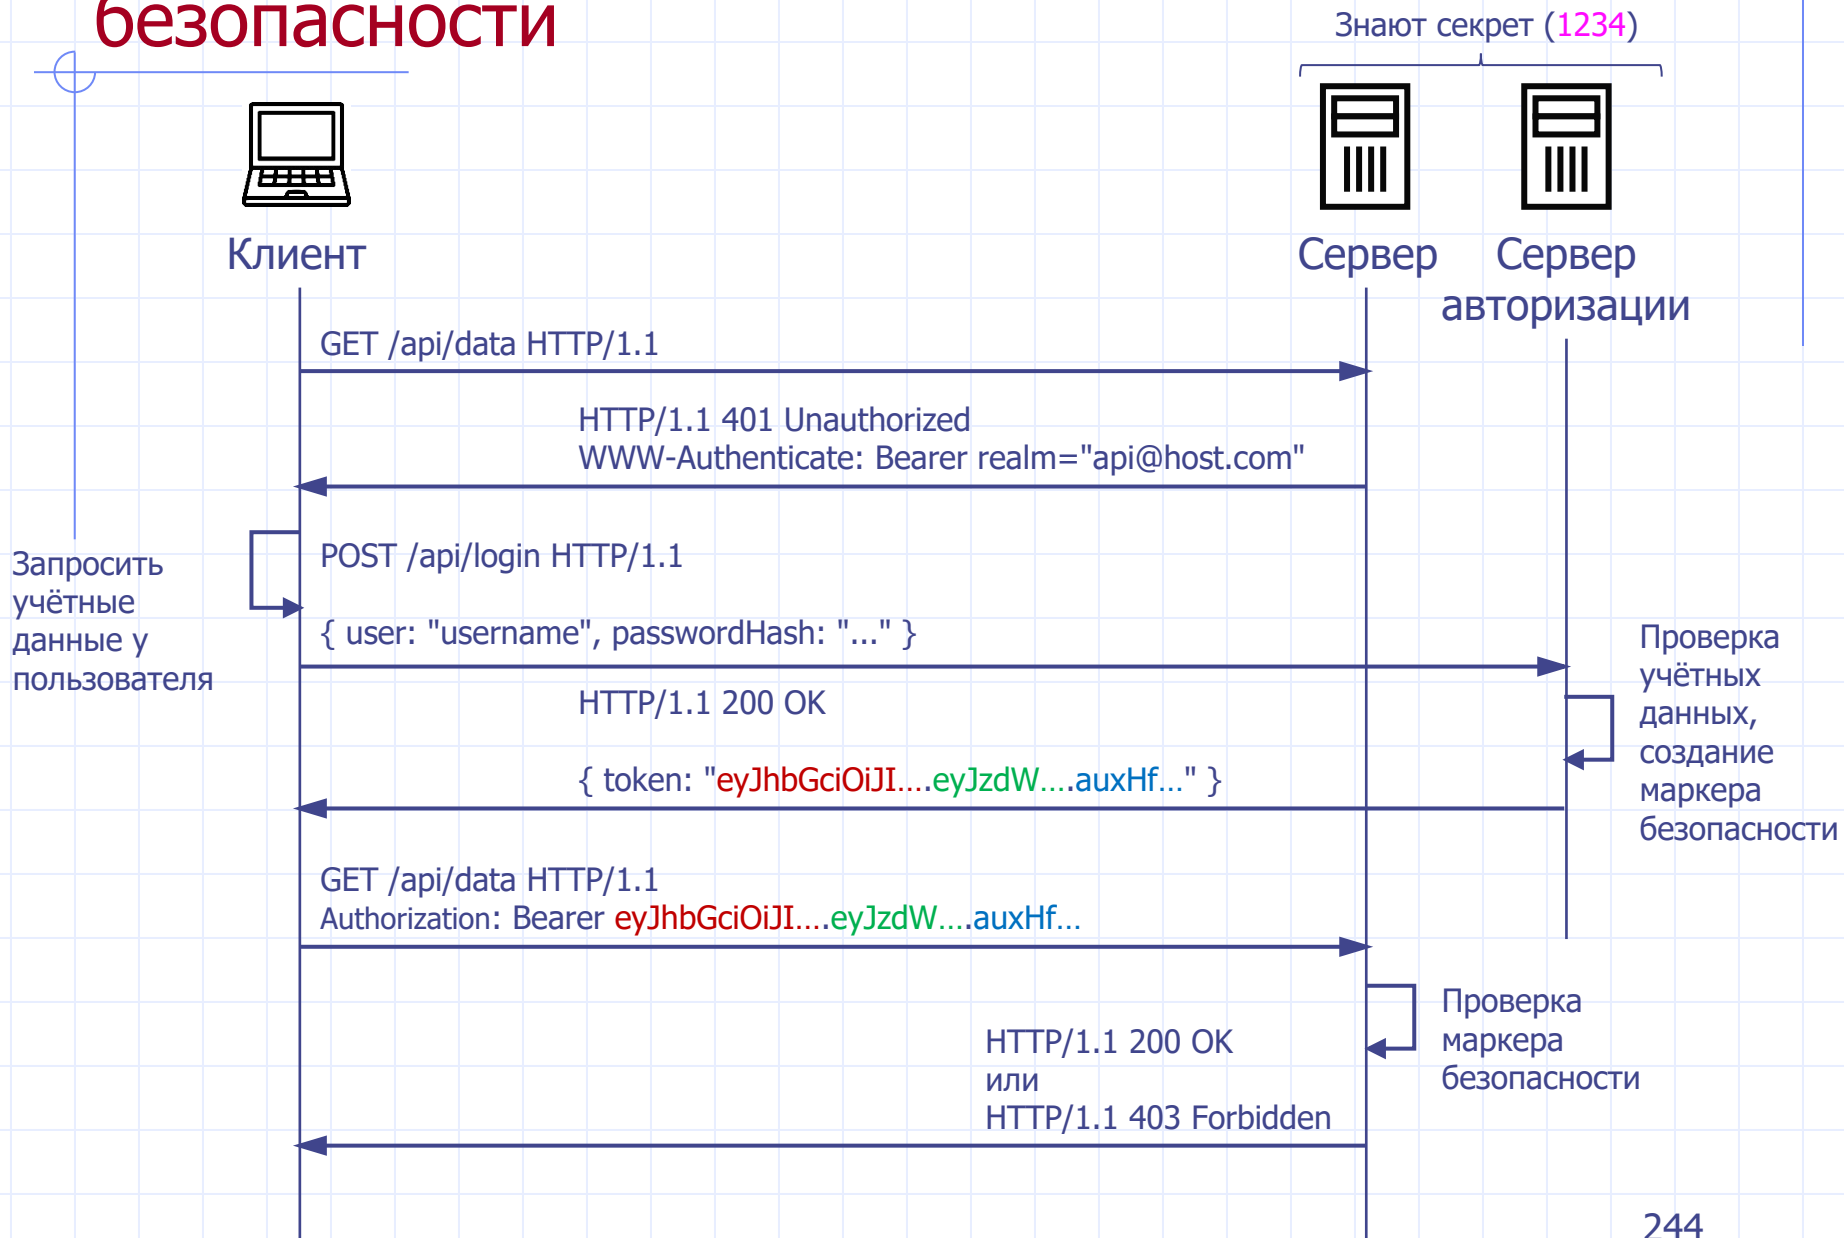 безопасности
Знают секрет (1234)
Клиент
Сервер
Сервер
авторизации
GET /api/data HTTP/1.1
HTTP/1.1 401 Unauthorized
WWW-Authenticate: Bearer realm="api@host.com"
Запросить
учётные
данные у
пользователя
POST /api/login HTTP/1.1
{ user: "username", passwordHash: "..." }
Проверка
учётных
данных,
создание
маркера
безопасности
HTTP/1.1 200 OK
{ token: "eyJhbGciOiJI….eyJzdW….auxHf…" }
GET /api/data HTTP/1.1
Authorization: Bearer eyJhbGciOiJI….eyJzdW….auxHf…
Проверка
маркера
безопасности
HTTP/1.1 200 OK
или
HTTP/1.1 403 Forbidden
244